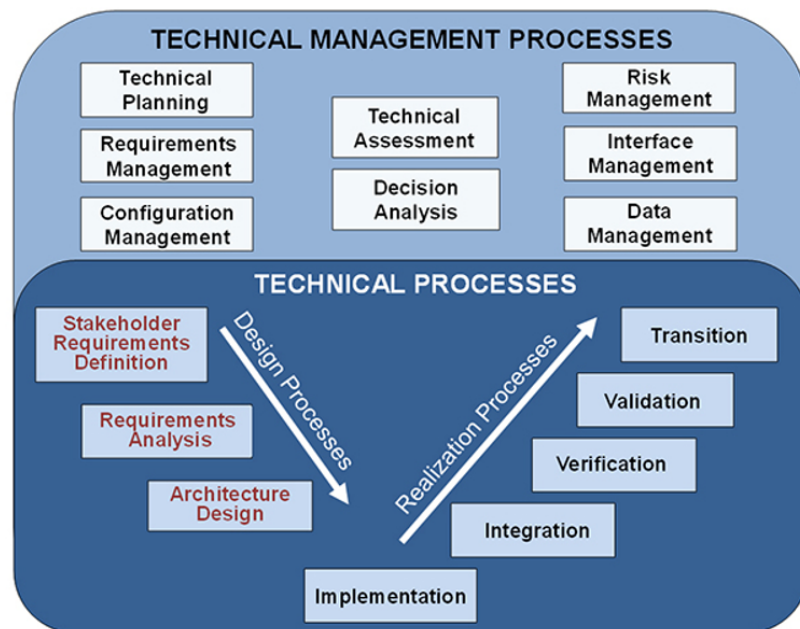 TECHNICAL MANAGEMENT PROCESSES
Technical
Planning
Requirements
Management
Configuration
Management
Technical
Assessment
Decision
Analysis
Risk
Management
Interface
Management
Data
Management
TECHNICAL PROCESSES
Stakeholder
Requirements
Definition
Requirements
Analysis
Architecture
Design
Design Processes
Implementation
Realization Processes
Integration
Verification
Validation
Transition